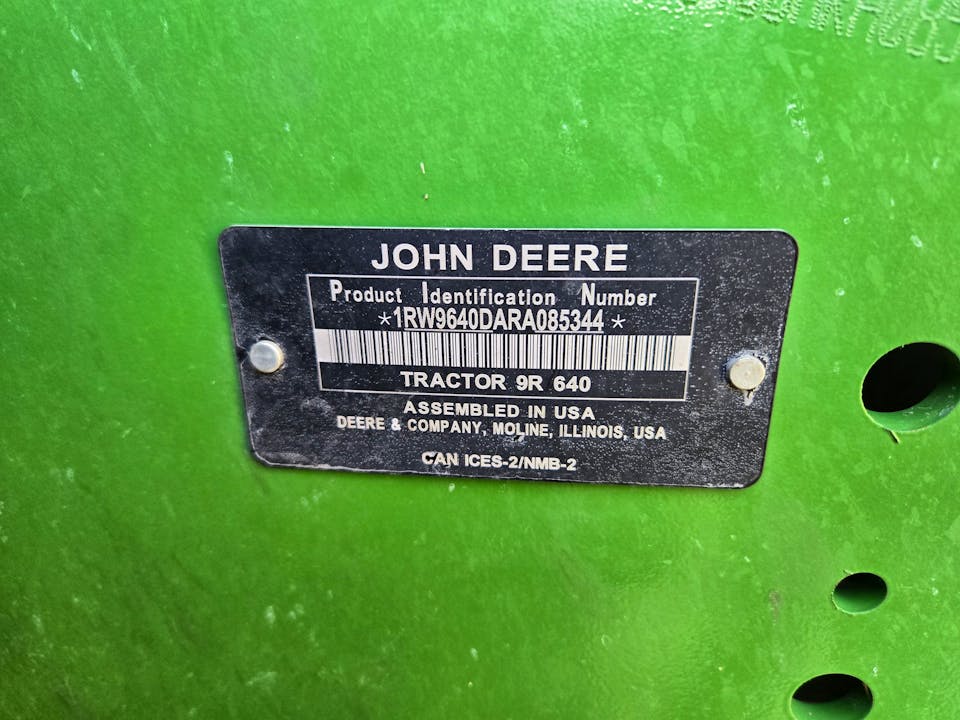 JOHN DEERE
Product Identification Number
*1RW9640DARA085344*
TRACTOR 9R 640
ASSEMBLED IN USA
DEERE & COMPANY, MOLINE, ILLINOIS, USA
CAN ICES-2/NMB-2